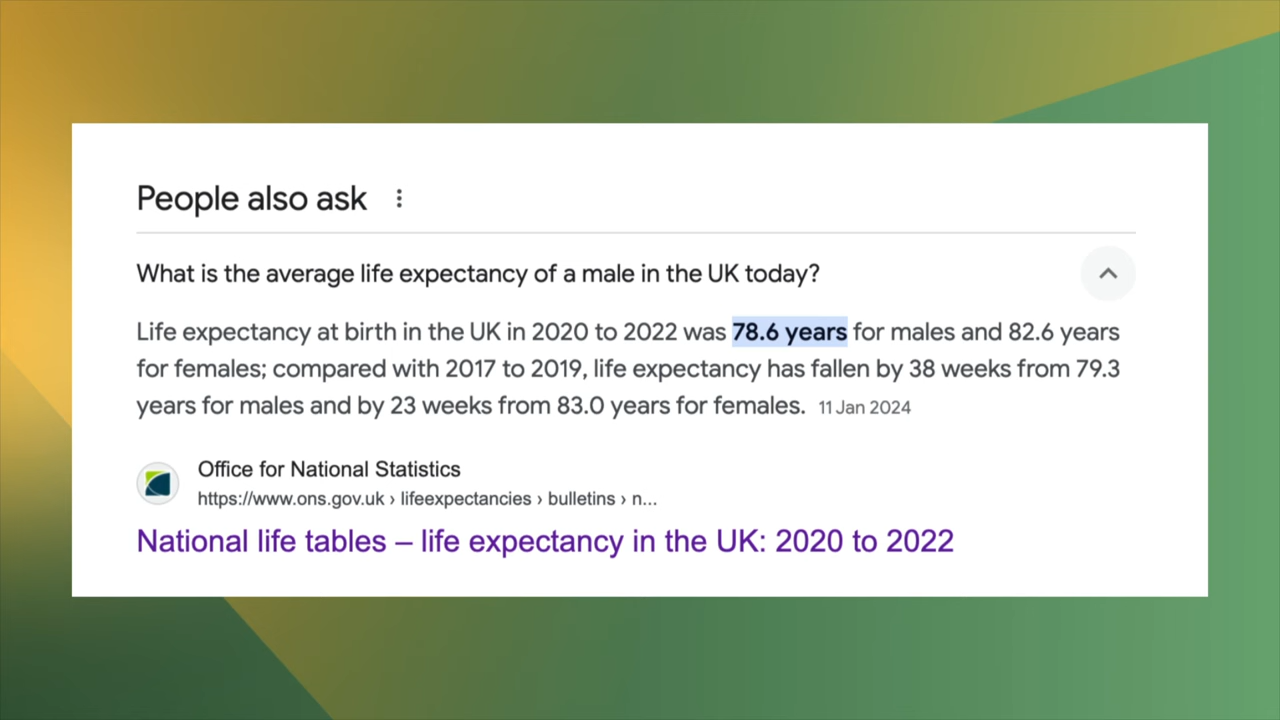 People also ask
What is the average life expectancy of a male in the UK today?
Life expectancy at birth in the UK in 2020 to 2022 was 78.6 years for males and 82.6 years
for females; compared with 2017 to 2019, life expectancy has fallen by 38 weeks from 79.3
years for males and by 23 weeks from 83.0 years for females. 11 Jan 2024
Office for National Statistics
https://www.ons.gov.uk › lifeexpectancies › bulletins › n...
National life tables – life expectancy in the UK: 2020 to 2022